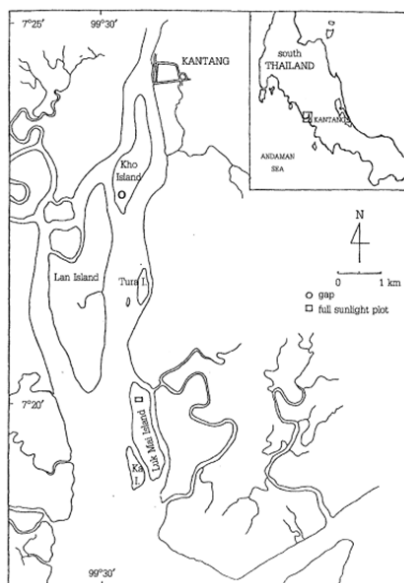 7°25'
99°30'
KANTANG
south
THAILAND
KANTANG
ANDAMAN
SEA
Kho
Island
N
Lan Island
Tura I.
0 1 km
gap
full sunlight plot
7°20'
Luk Mai Island
Ka
I.
99°30'